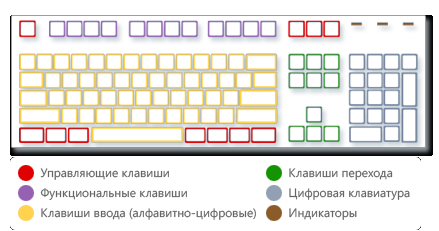 Управляющие клавиши
Клавиши перехода
Функциональные клавиши
Цифровая клавиатура
Клавиши ввода (алфавитно-цифровые)
Индикаторы